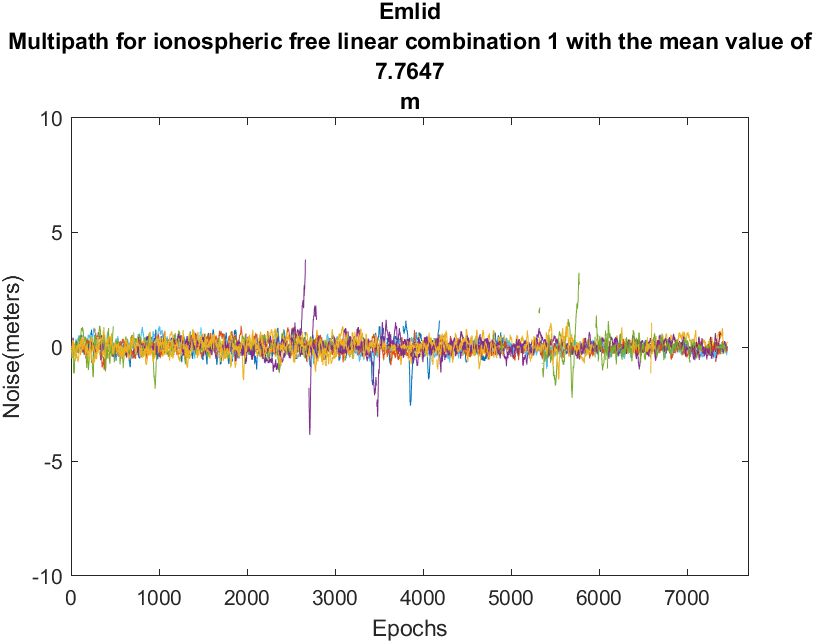 Emlid
Multipath for ionospheric free linear combination 1 with the mean value of
7.7647
m
10
5
0
-5
-10
Noise(meters)
0 1000 2000 3000 4000 5000 6000 7000
Epochs